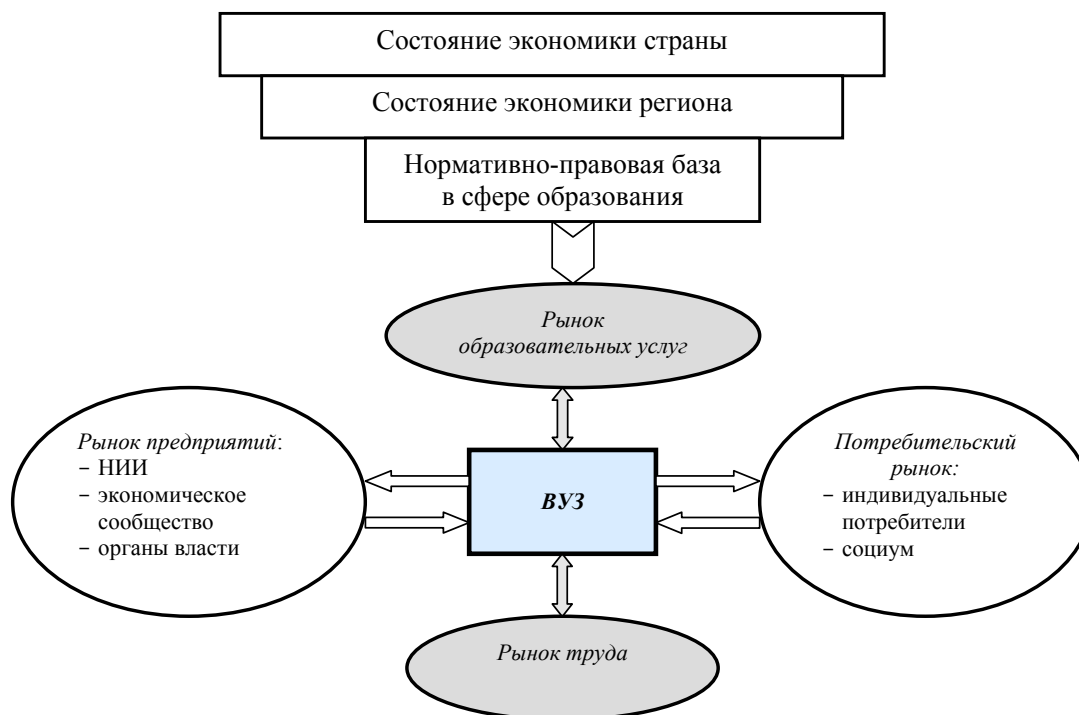 Состояние экономики страны
Состояние экономики региона
Нормативно-правовая база
в сфере образования
Рынок
образовательных услуг
Рынок предприятий:
– НИИ
– экономическое
сообщество
– органы власти
ВУЗ
Потребительский
рынок:
– индивидуальные
потребители
– социум
Рынок труда